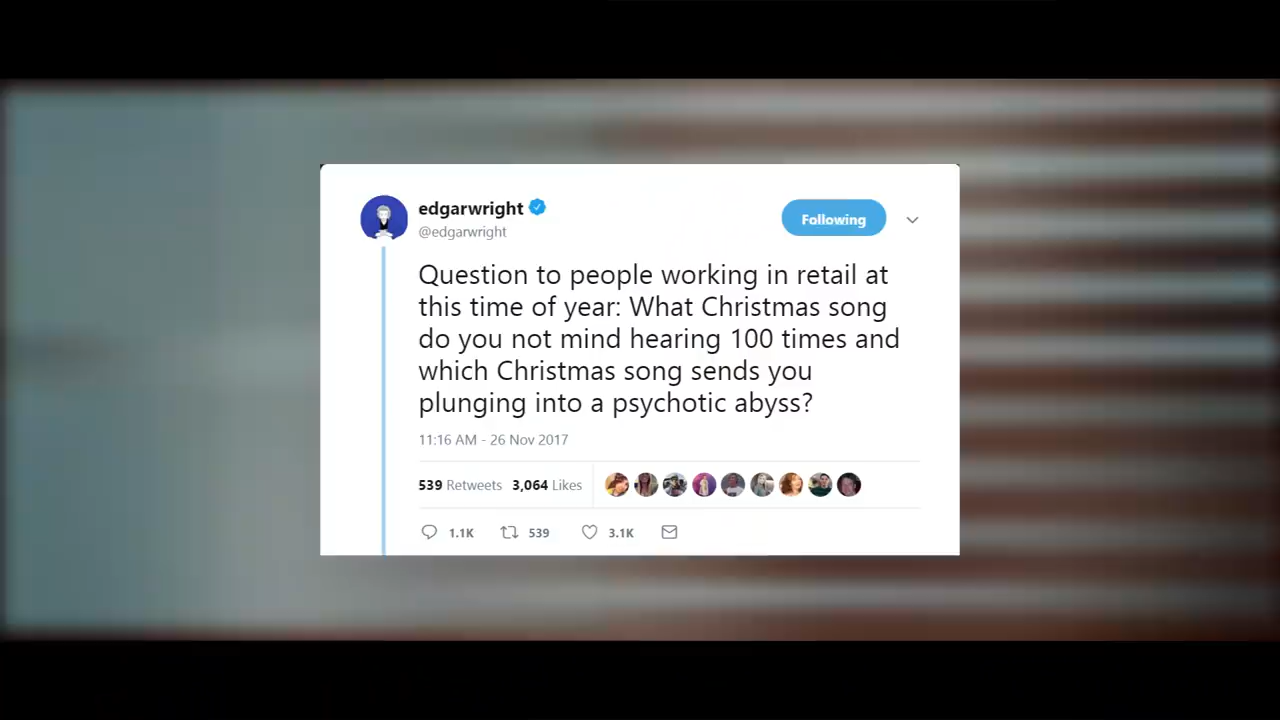 edgarwright
@edgarwright
Following
Question to people working in retail at
this time of year: What Christmas song
do you not mind hearing 100 times and
which Christmas song sends you
plunging into a psychotic abyss?
11:16 AM - 26 Nov 2017
539 Retweets 3,064 Likes
1.1K 539 3.1K